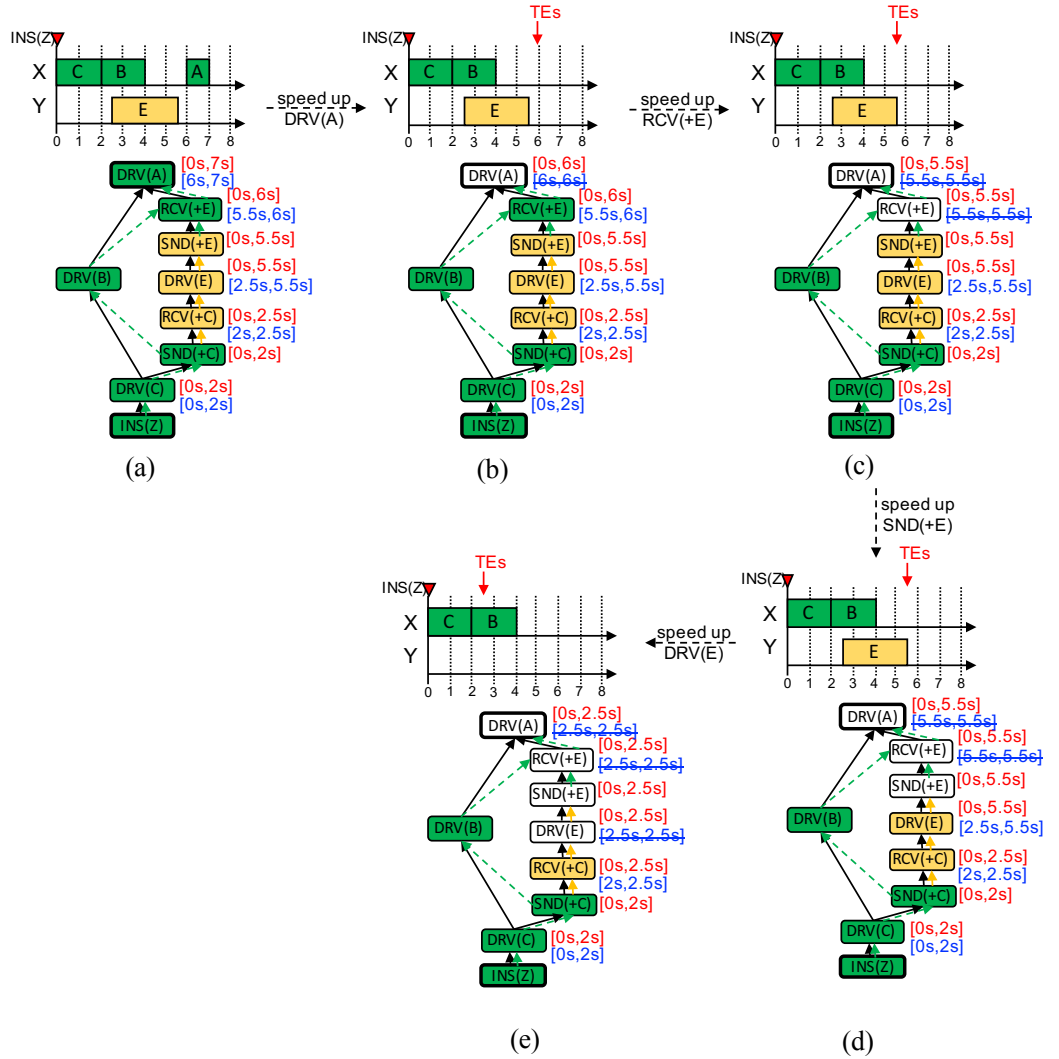 INS(Z)
X
C
B
A
Y
E
0 1 2 3 4 5 6 7 8
DRV(A)
[0s,7s]
[6s,7s]
RCV(+E)
[0s,6s]
[5.5s,6s]
SND(+E)
[0s,5.5s]
DRV(B)
DRV(E)
[0s,5.5s]
[2.5s,5.5s]
RCV(+C)
[0s,2.5s]
[2s,2.5s]
SND(+C)
[0s,2s]
DRV(C)
[0s,2s]
[0s,2s]
INS(Z)
(a)
speed up
DRV(A)
INS(Z)
TEs
X
C
B
Y
E
0 1 2 3 4 5 6 7 8
DRV(A)
[0s,6s]
[6s,6s]
RCV(+E)
[0s,6s]
[5.5s,6s]
SND(+E)
[0s,5.5s]
DRV(B)
DRV(E)
[0s,5.5s]
[2.5s,5.5s]
RCV(+C)
[0s,2.5s]
[2s,2.5s]
SND(+C)
[0s,2s]
DRV(C)
[0s,2s]
[0s,2s]
INS(Z)
(b)
speed up
RCV(+E)
INS(Z)
TEs
X
C
B
Y
E
0 1 2 3 4 5 6 7 8
DRV(A)
[0s,5.5s]
[5.5s,5.5s]
RCV(+E)
[0s,5.5s]
[5.5s,5.5s]
SND(+E)
[0s,5.5s]
DRV(B)
DRV(E)
[0s,5.5s]
[2.5s,5.5s]
RCV(+C)
[0s,2.5s]
[2s,2.5s]
SND(+C)
[0s,2s]
DRV(C)
[0s,2s]
[0s,2s]
INS(Z)
(c)
speed up
SND(+E)
INS(Z)
TEs
X
C
B
Y
E
0 1 2 3 4 5 6 7 8
DRV(A)
[0s,5.5s]
[5.5s,5.5s]
RCV(+E)
[0s,5.5s]
[5.5s,5.5s]
SND(+E)
[0s,5.5s]
DRV(B)
DRV(E)
[0s,5.5s]
[2.5s,5.5s]
RCV(+C)
[0s,2.5s]
[2s,2.5s]
SND(+C)
[0s,2s]
DRV(C)
[0s,2s]
[0s,2s]
INS(Z)
(d)
speed up
DRV(E)
INS(Z)
TEs
X
C
B
Y
0 1 2 3 4 5 6 7 8
DRV(A)
[0s,2.5s]
[2.5s,2.5s]
RCV(+E)
[0s,2.5s]
[2.5s,2.5s]
SND(+E)
[0s,2.5s]
DRV(B)
DRV(E)
[0s,2.5s]
[2.5s,2.5s]
RCV(+C)
[0s,2.5s]
[2s,2.5s]
SND(+C)
[0s,2s]
DRV(C)
[0s,2s]
[0s,2s]
INS(Z)
(e)